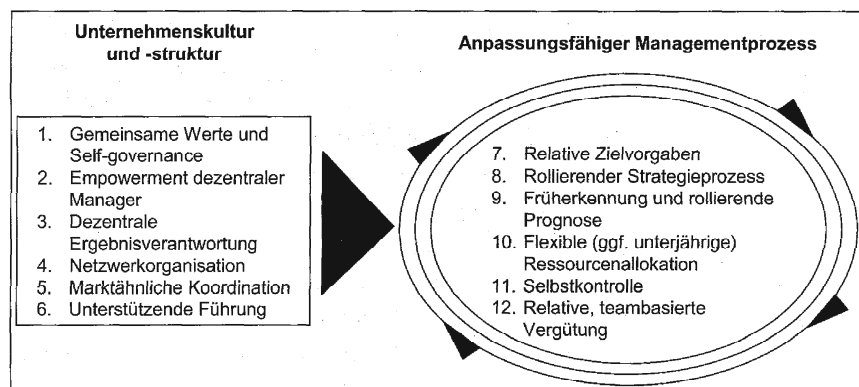 Unternehmenskultur
und -struktur
Anpassungsfähiger Managementprozess
1. Gemeinsame Werte und
Self-governance
2. Empowerment dezentraler
Manager
3. Dezentrale
Ergebnisverantwortung
4. Netzwerkorganisation
5. Marktähnliche Koordination
6. Unterstützende Führung
7. Relative Zielvorgaben
8. Rollierender Strategieprozess
9. Früherkennung und rollierende
Prognose
10. Flexible (ggf. unterjährige)
Ressourcenallokation
11. Selbstkontrolle
12. Relative, teambasierte
Vergütung